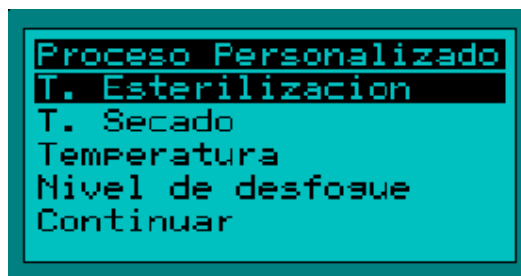 Proceso Personalizado
T. Esterilizacion
T. Secado
Temperatura
Nivel de desfogue
Continuar